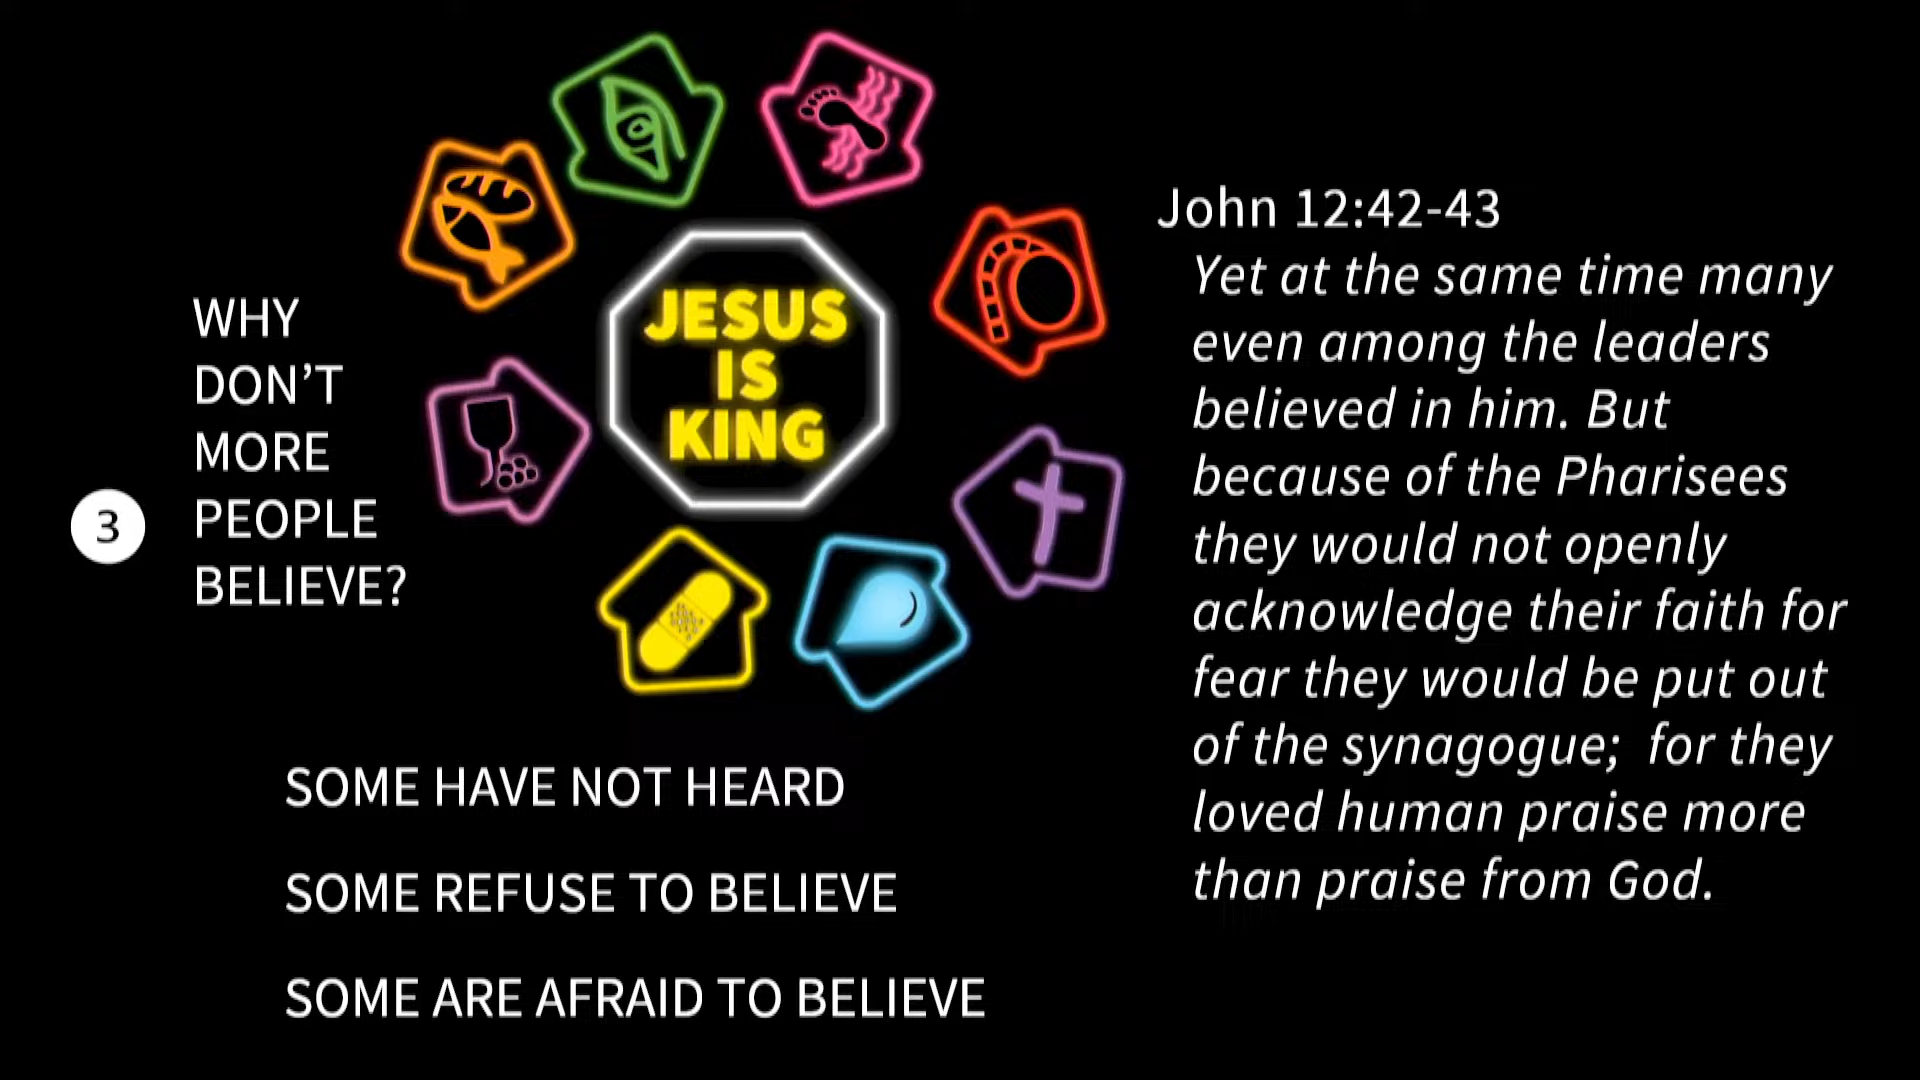 3
WHY
DON’T
MORE
PEOPLE
BELIEVE?
JESUS
IS
KING
SOME HAVE NOT HEARD
SOME REFUSE TO BELIEVE
SOME ARE AFRAID TO BELIEVE
John 12:42-43
Yet at the same time many
even among the leaders
believed in him. But
because of the Pharisees
they would not openly
acknowledge their faith for
fear they would be put out
of the synagogue; for they
loved human praise more
than praise from God.